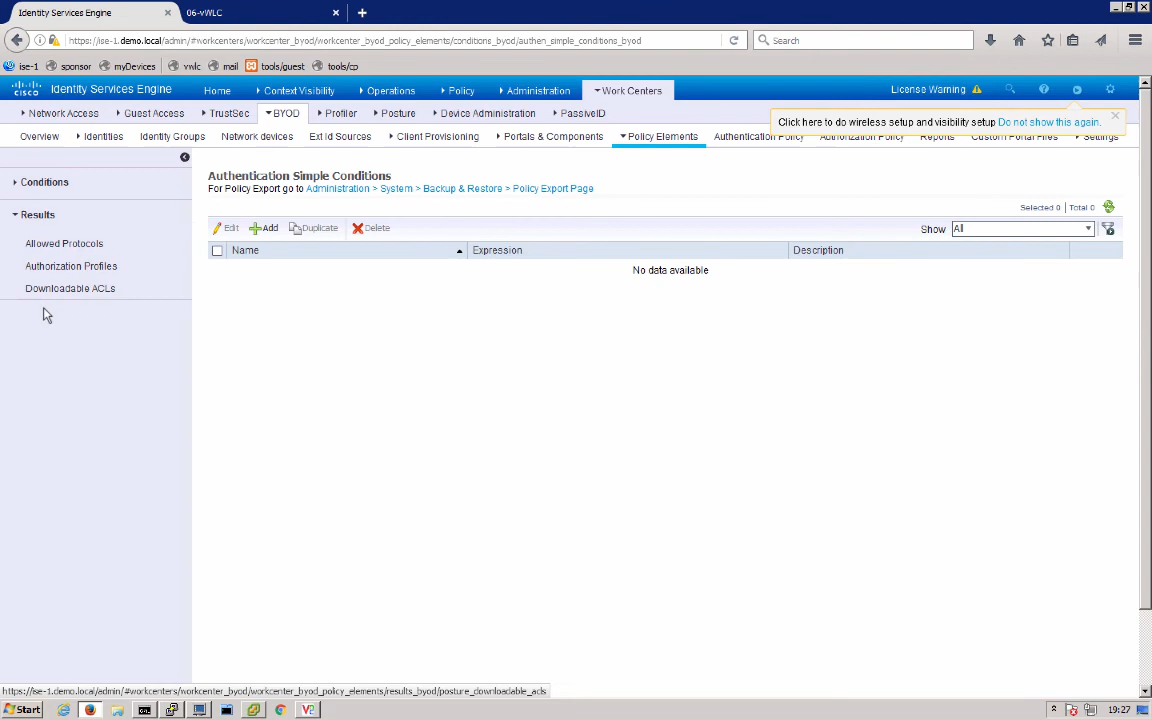 Identity Services Engine
06-vWLC
https://ise-1.demo.local/admin/#workcenters/workcenter_byod/workcenter_byod_policy_elements/conditions_byod/authen_simple_conditions_byod
Search
ise-1 sponsor myDevices vwlc mail tools/guest tools/cp
cisco Identity Services Engine Home Context Visibility Operations Policy Administration Work Centers License Warning
Network Access Guest Access TrustSec BYOD Profiler Posture Device Administration PassiveID
Click here to do wireless setup and visibility setup Do not show this again.
Overview Identities Identity Groups Network devices Ext Id Sources Client Provisioning Portals & Components Policy Elements Authentication Policy Authorization Policy Reports Custom Portal Files Settings
Conditions
Results
Allowed Protocols
Authorization Profiles
Downloadable ACLs
Authentication Simple Conditions
For Policy Export go to Administration > System > Backup & Restore > Policy Export Page
Selected 0 | Total 0
Edit Add Duplicate Delete Show All
Name Expression Description
No data available
https://ise-1.demo.local/admin/#workcenters/workcenter_byod/workcenter_byod_policy_elements/results_byod/posture_downloadable_acls
Start 19:27